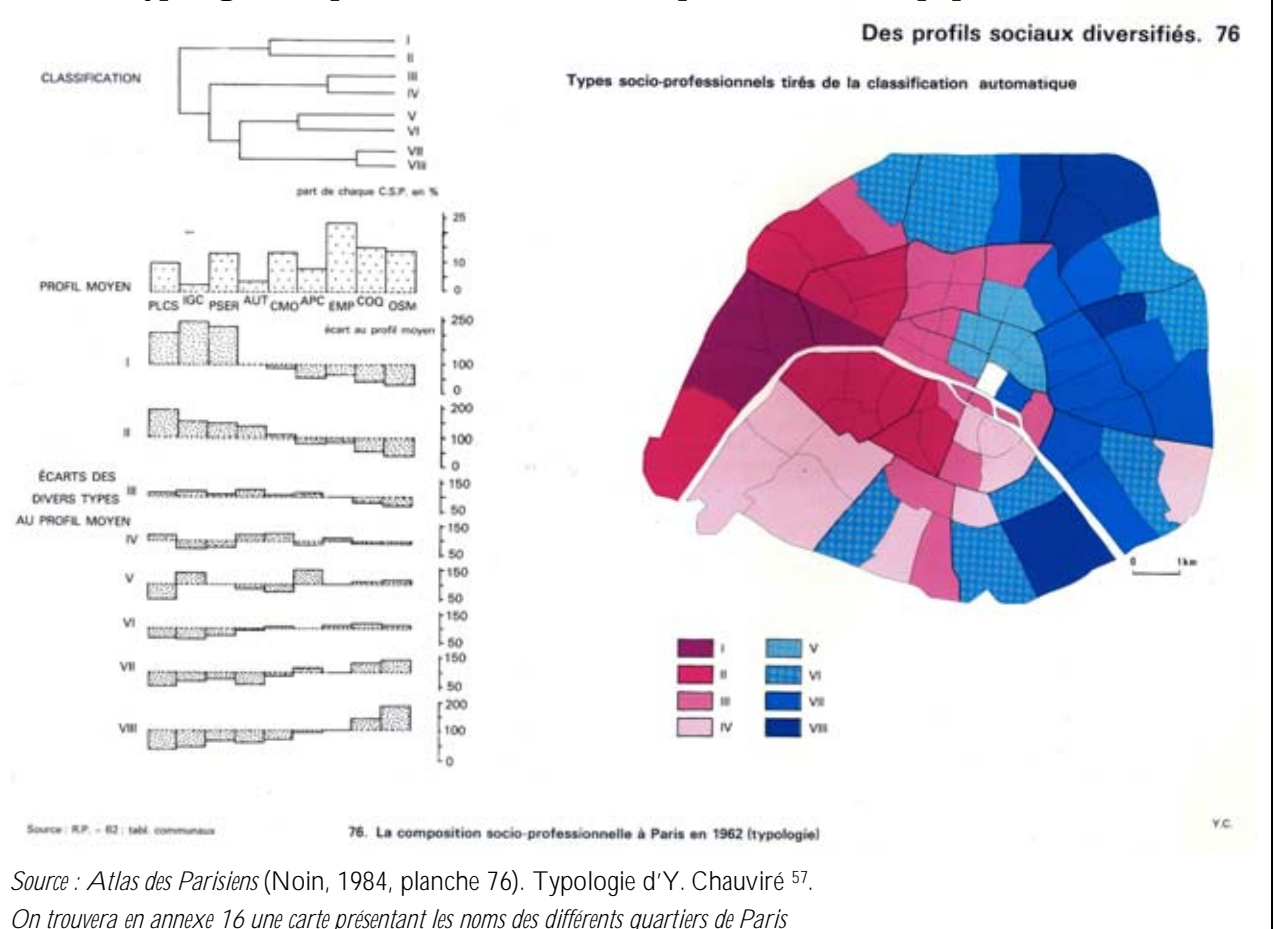 Des profils sociaux diversifiés. 76
CLASSIFICATION
I
II
III
IV
V
VI
VII
VIII
Types socio-professionnels tirés de la classification automatique
part de chaque C.S.P. en %
25
10
0
PROFIL MOYEN
PLCS IGC PSER AUT CMO APC EMP COQ OSM
écart au profil moyen
I
250
100
0
II
200
100
0
ÉCARTS DES
DIVERS TYPES
AU PROFIL MOYEN
III
150
50
IV
150
50
V
150
50
VI
150
50
VII
150
50
VIII
200
100
0
0 1km
I
II
III
IV
V
VI
VII
VIII
Source : R.P. - 62 : tabl. communaux
76. La composition socio-professionnelle à Paris en 1962 (typologie)
Y.C.
Source : Atlas des Parisiens (Noin, 1984, planche 76). Typologie d'Y. Chauviré 57.
On trouvera en annexe 16 une carte présentant les noms des différents quartiers de Paris